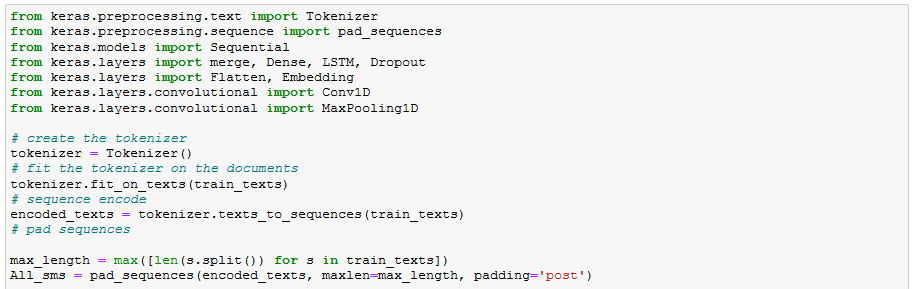 from keras.preprocessing.text import Tokenizer
from keras.preprocessing.sequence import pad_sequences
from keras.models import Sequential
from keras.layers import merge, Dense, LSTM, Dropout
from keras.layers import Flatten, Embedding
from keras.layers.convolutional import Conv1D
from keras.layers.convolutional import MaxPooling1D
# create the tokenizer
tokenizer = Tokenizer()
# fit the tokenizer on the documents
tokenizer.fit_on_texts(train_texts)
# sequence encode
encoded_texts = tokenizer.texts_to_sequences(train_texts)
# pad sequences
max_length = max([len(s.split()) for s in train_texts])
All_sms = pad_sequences(encoded_texts, maxlen=max_length, padding='post')